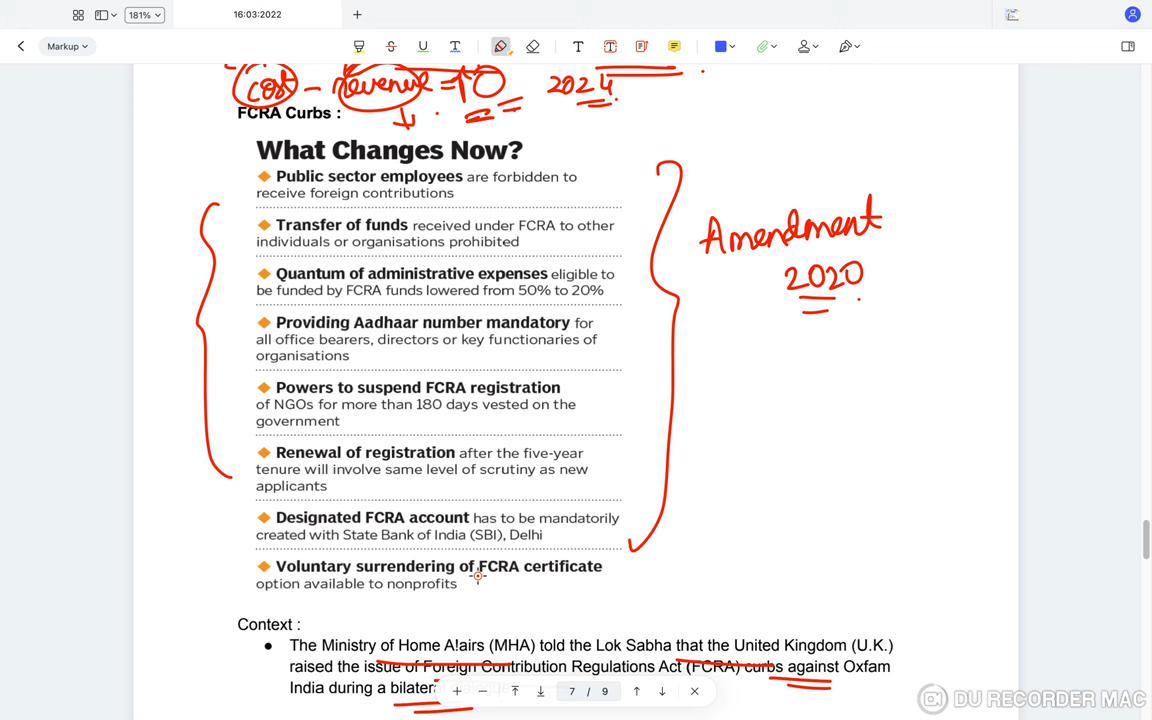 181%
16:03:2022
Markup
cost - revenue = ↑0 2024
FCRA Curbs :
What Changes Now?
Public sector employees are forbidden to
receive foreign contributions
Transfer of funds received under FCRA to other
individuals or organisations prohibited
Quantum of administrative expenses eligible to
be funded by FCRA funds lowered from 50% to 20%
Providing Aadhaar number mandatory for
all office bearers, directors or key functionaries of
organisations
Powers to suspend FCRA registration
of NGOs for more than 180 days vested on the
government
Renewal of registration after the five-year
tenure will involve same level of scrutiny as new
applicants
Designated FCRA account has to be mandatorily
created with State Bank of India (SBI), Delhi
Voluntary surrendering of FCRA certificate
option available to nonprofits
Amendment
2020
Context :
● The Ministry of Home A!airs (MHA) told the Lok Sabha that the United Kingdom (U.K.)
raised the issue of Foreign Contribution Regulations Act (FCRA) curbs against Oxfam
India during a bilateral
7 / 9
DU RECORDER MAC